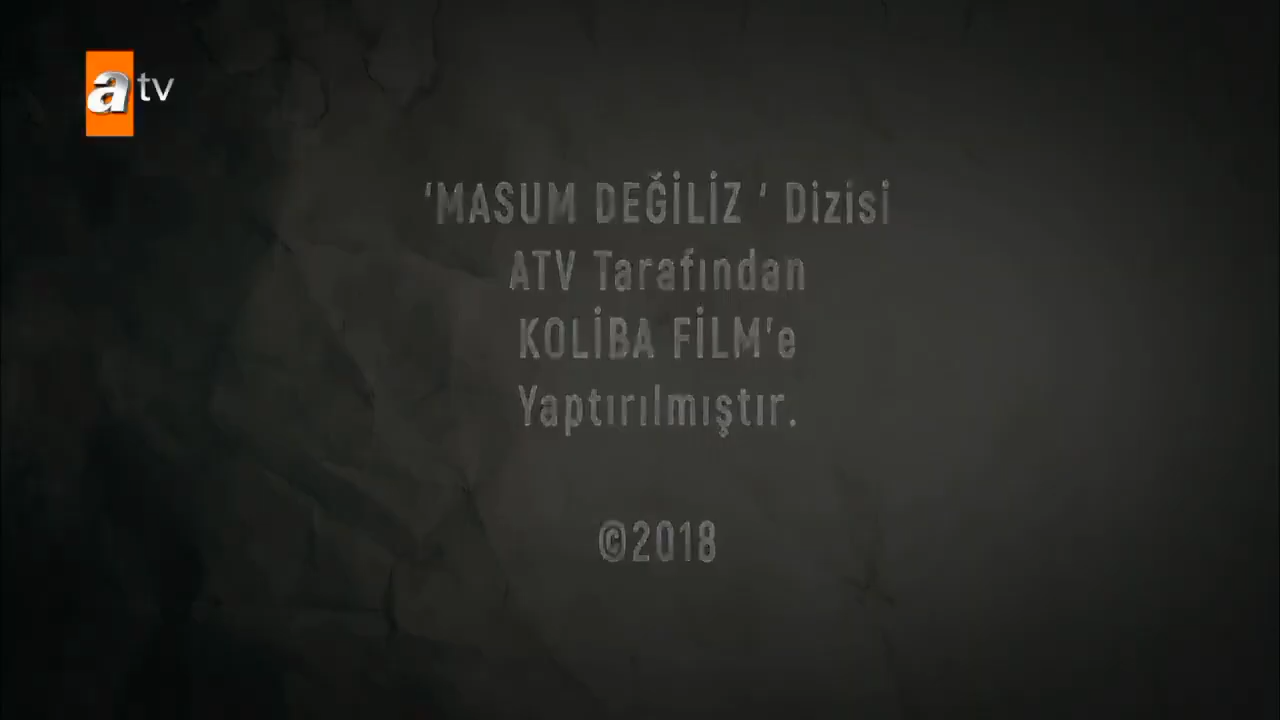 atv
'MASUM DEĞİLİZ ' Dizisi
ATV Tarafından
KOLİBA FİLM'e
Yaptırılmıştır.
©2018